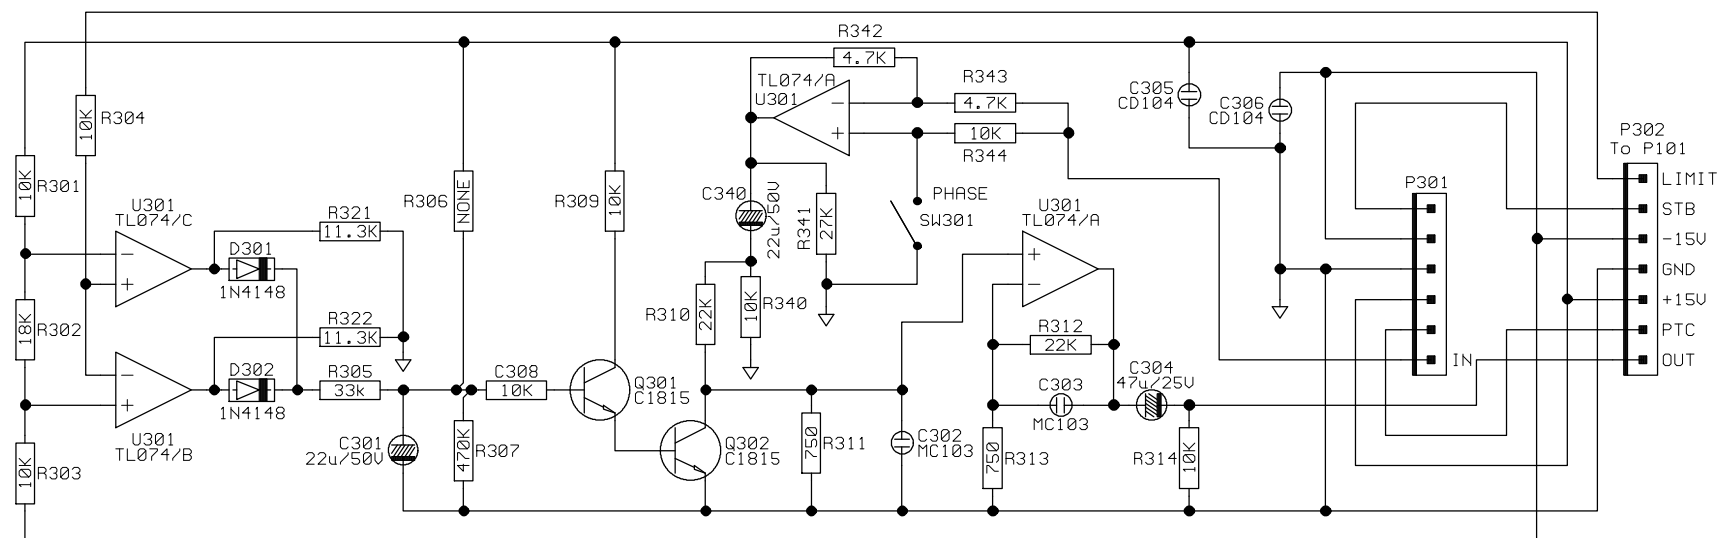 R342
4.7K
TL074/A
U301
R343
4.7K
10K
R344
C305
CD104
C306
CD104
P302
To P101
10K
R304
10K
R301
R306
NONE
R309
10K
C340
22u/50V
R341
27K
PHASE
SW301
P301
LIMIT
STB
-15V
GND
+15V
PTC
OUT
IN
U301
TL074/C
R321
11.3K
D301
1N4148
U301
TL074/A
18K
R302
R322
11.3K
R310
22K
10K
R340
R312
22K
D302
1N4148
R305
33k
C308
10K
Q301
C1815
C303
MC103
C304
47u/25V
U301
TL074/B
C301
22u/50V
470K
R307
Q302
C1815
750
R311
C302
MC103
750
R313
R314
10K
10K
R303
-
+
-
+
-
+
+
-